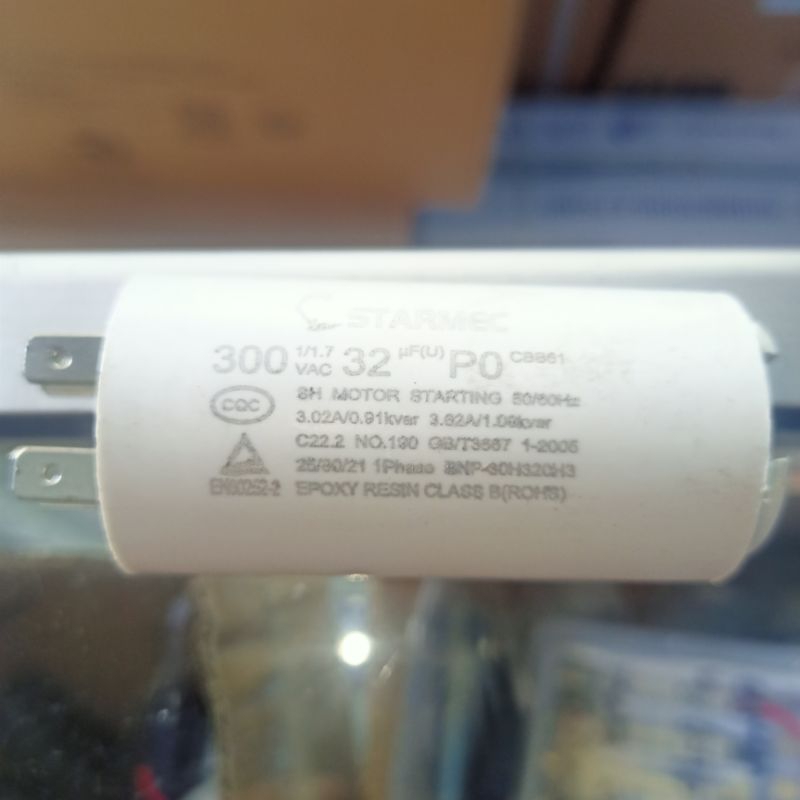 STARMEC
300 1/1.7 VAC 32 µF(U) P0 CBB61
CQC
SH MOTOR STARTING 50/60Hz
3.02A/0.91kvar 3.62A/1.09kvar
C22.2 NO.190 GB/T3667 1-2005
25/80/21 1Phase BNP-30H320H3
EN60252-2 EPOXY RESIN CLASS B(ROHS)